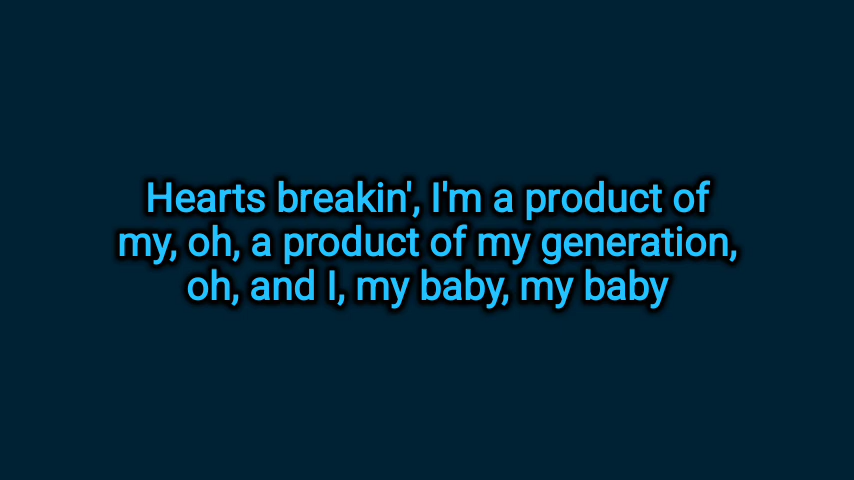 Hearts breakin', I'm a product of
my, oh, a product of my generation,
oh, and I, my baby, my baby